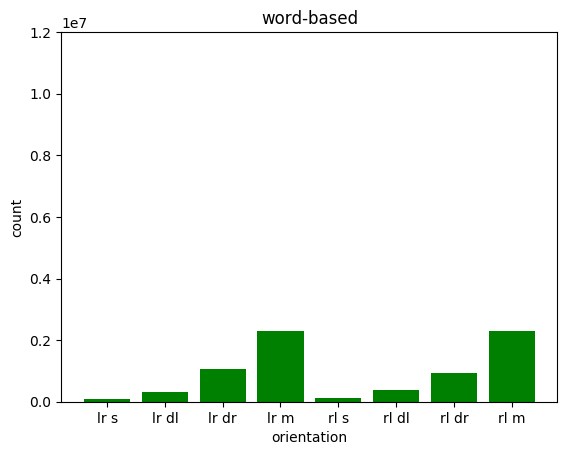 word-based
1e7
1.2
1.0
0.8
0.6
0.4
0.2
0.0
count
lr s lr dl lr dr lr m rl s rl dl rl dr rl m
orientation